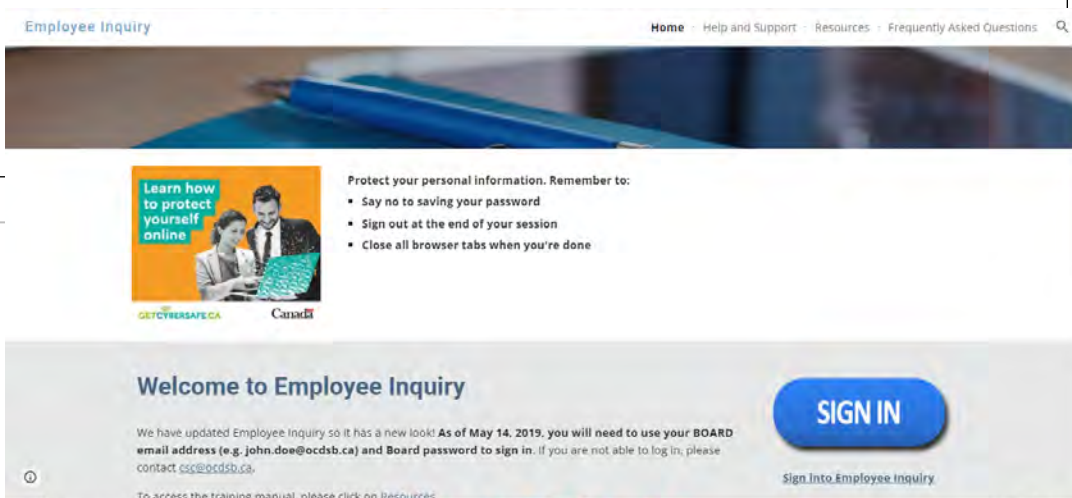 Employee Inquiry
Home · Help and Support · Resources · Frequently Asked Questions
Learn how
to protect
yourself
online
GETCYBERSAFE.CA
Canada
Protect your personal information. Remember to:
▪ Say no to saving your password
▪ Sign out at the end of your session
▪ Close all browser tabs when you're done
Welcome to Employee Inquiry
We have updated Employee Inquiry so it has a new look! As of May 14, 2019, you will need to use your BOARD
email address (e.g. john.doe@ocdsb.ca) and Board password to sign in. If you are not able to log in, please
contact csc@ocdsb.ca.
To access the training manual, please click on Resources.
SIGN IN
Sign Into Employee Inquiry